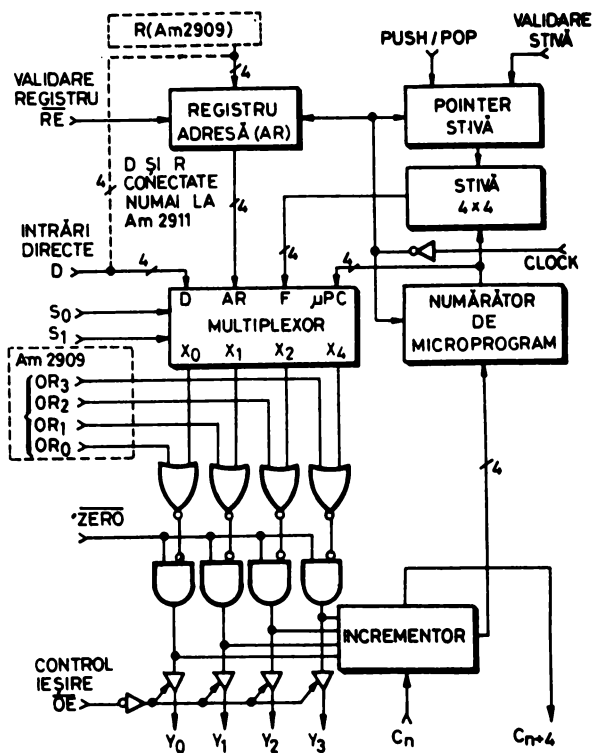 R(Am2909)
PUSH/POP
VALIDARE
STIVĂ
4
VALIDARE
REGISTRU
RE
REGISTRU
ADRESĂ (AR)
POINTER
STIVĂ
D ŞI R
CONECTATE
NUMAI LA
Am 2911
4
4
STIVĂ
4×4
INTRĂRI
DIRECTE
D
4
4
4
CLOCK
D AR F µPC
MULTIPLEXOR
X0 X1 X2 X4
S0
S1
NUMĂRĂTOR
DE
MICROPROGRAM
Am 2909
OR3
OR2
OR1
OR0
4
ZERO
INCREMENTOR
CONTROL
IEŞIRE
OE
Y0 Y1 Y2 Y3
Cn
Cn+4